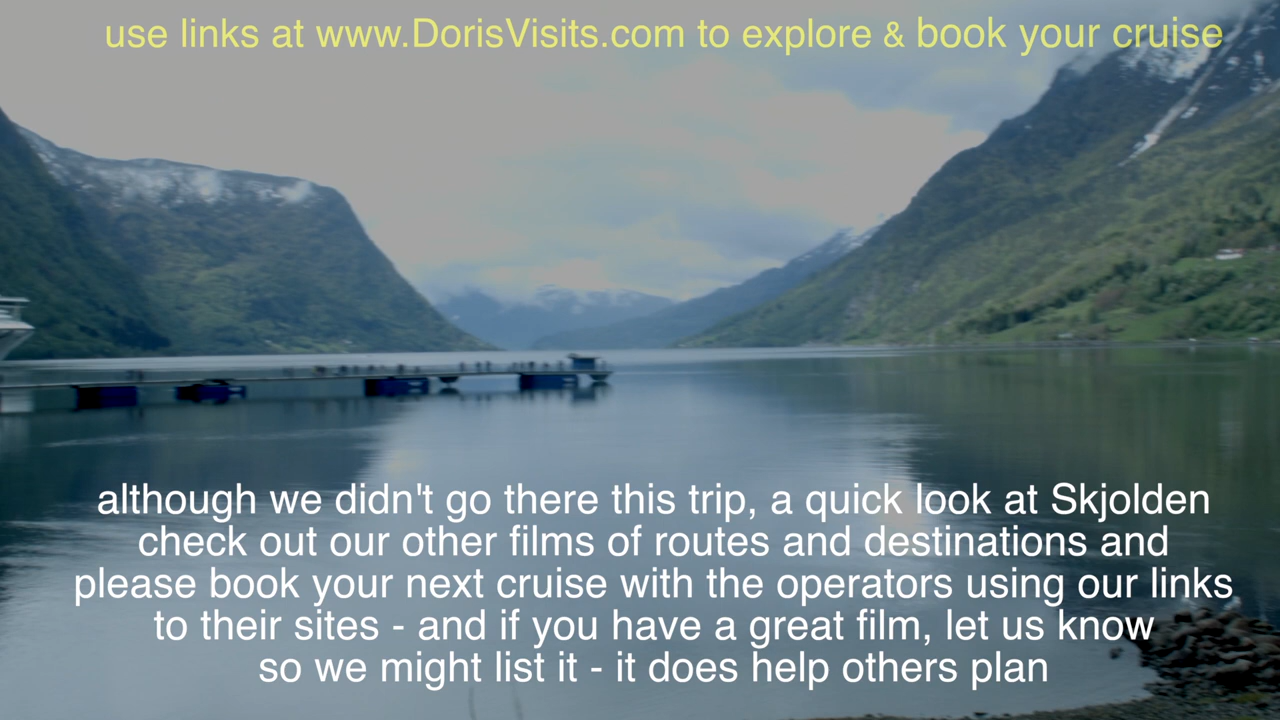 use links at www.DorisVisits.com to explore & book your cruise
although we didn't go there this trip, a quick look at Skjolden
check out our other films of routes and destinations and
please book your next cruise with the operators using our links
to their sites - and if you have a great film, let us know
so we might list it - it does help others plan